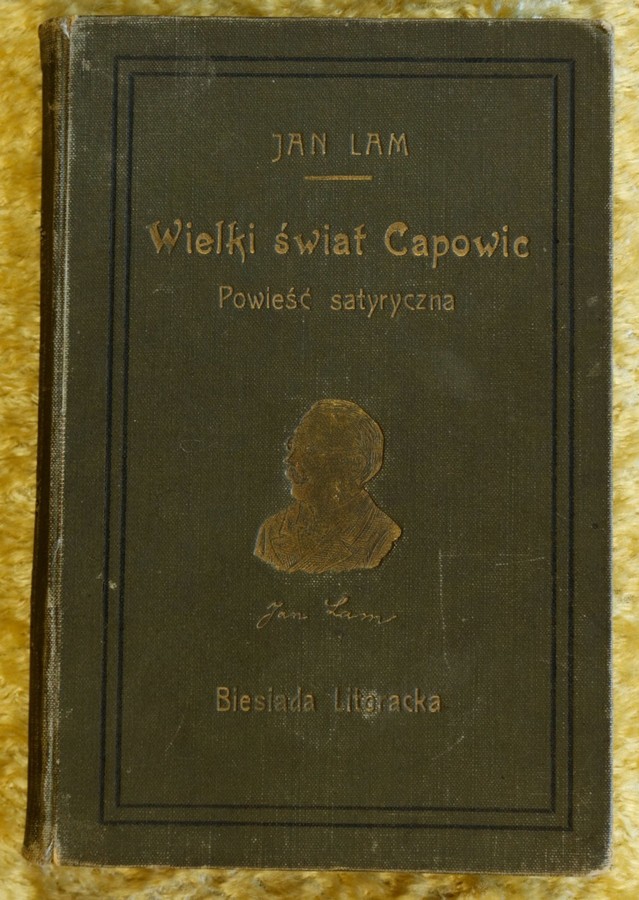 JAN LAM
Wielki świat Capowic
Powieść satyryczna
Jan Lam
Biesiada Literacka